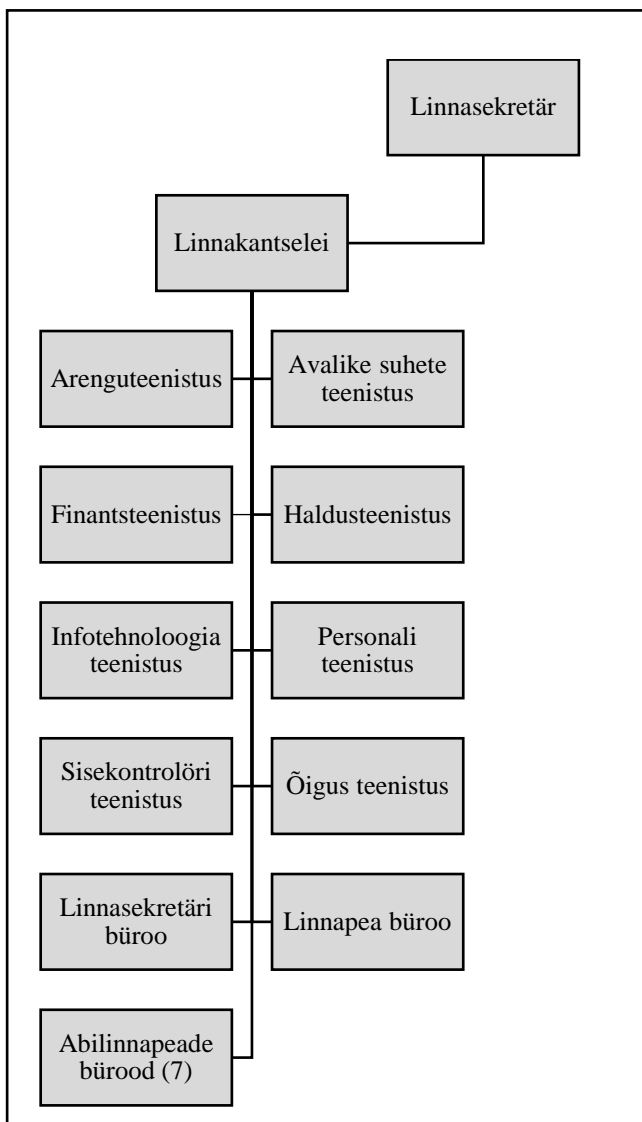 Linnasekretär
Linnakantselei
Arenguteenistus
Avalike suhete
teenistus
Finantsteenistus
Haldusteenistus
Infotehnoloogia
teenistus
Personali
teenistus
Sisekontrolöri
teenistus
Õigus teenistus
Linnasekretäri
büroo
Linnapea büroo
Abilinnapeade
bürood (7)